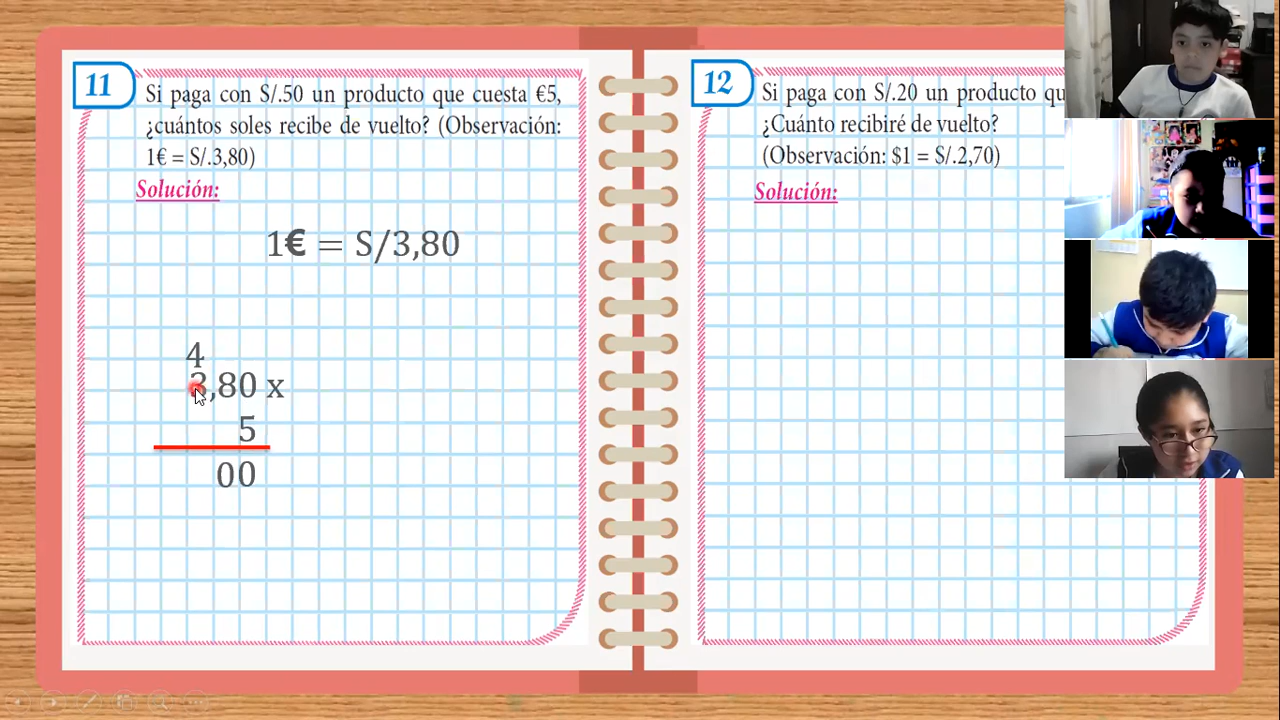 11
Si paga con S/.50 un producto que cuesta €5,
¿cuántos soles recibe de vuelto? (Observación:
1€ = S/.3,80)
Solución:
1€ = S/3,80
4
3,80 x
5
00
12
Si paga con S/.20 un producto qu
¿Cuánto recibiré de vuelto?
(Observación: $1 = S/.2,70)
Solución: